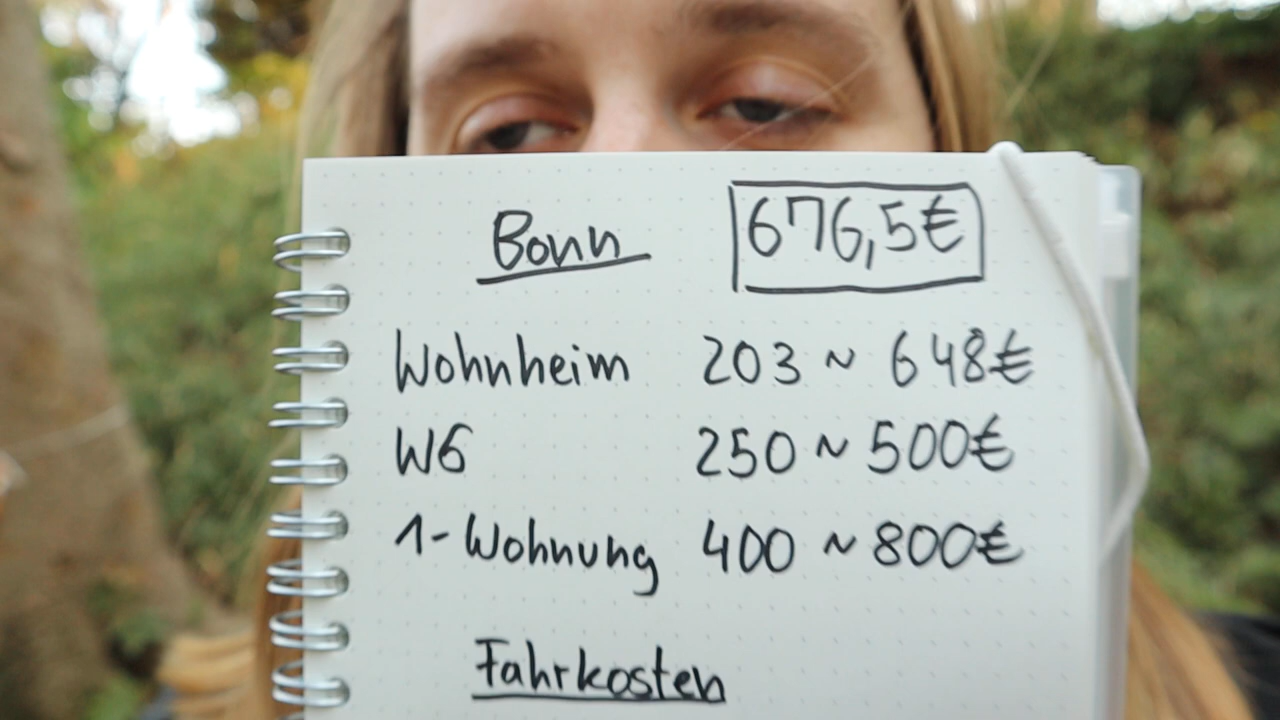 Bonn 676,5€
Wohnheim 203 ~ 648€
WG 250 ~ 500€
1-Wohnung 400 ~ 800€
Fahrkosten